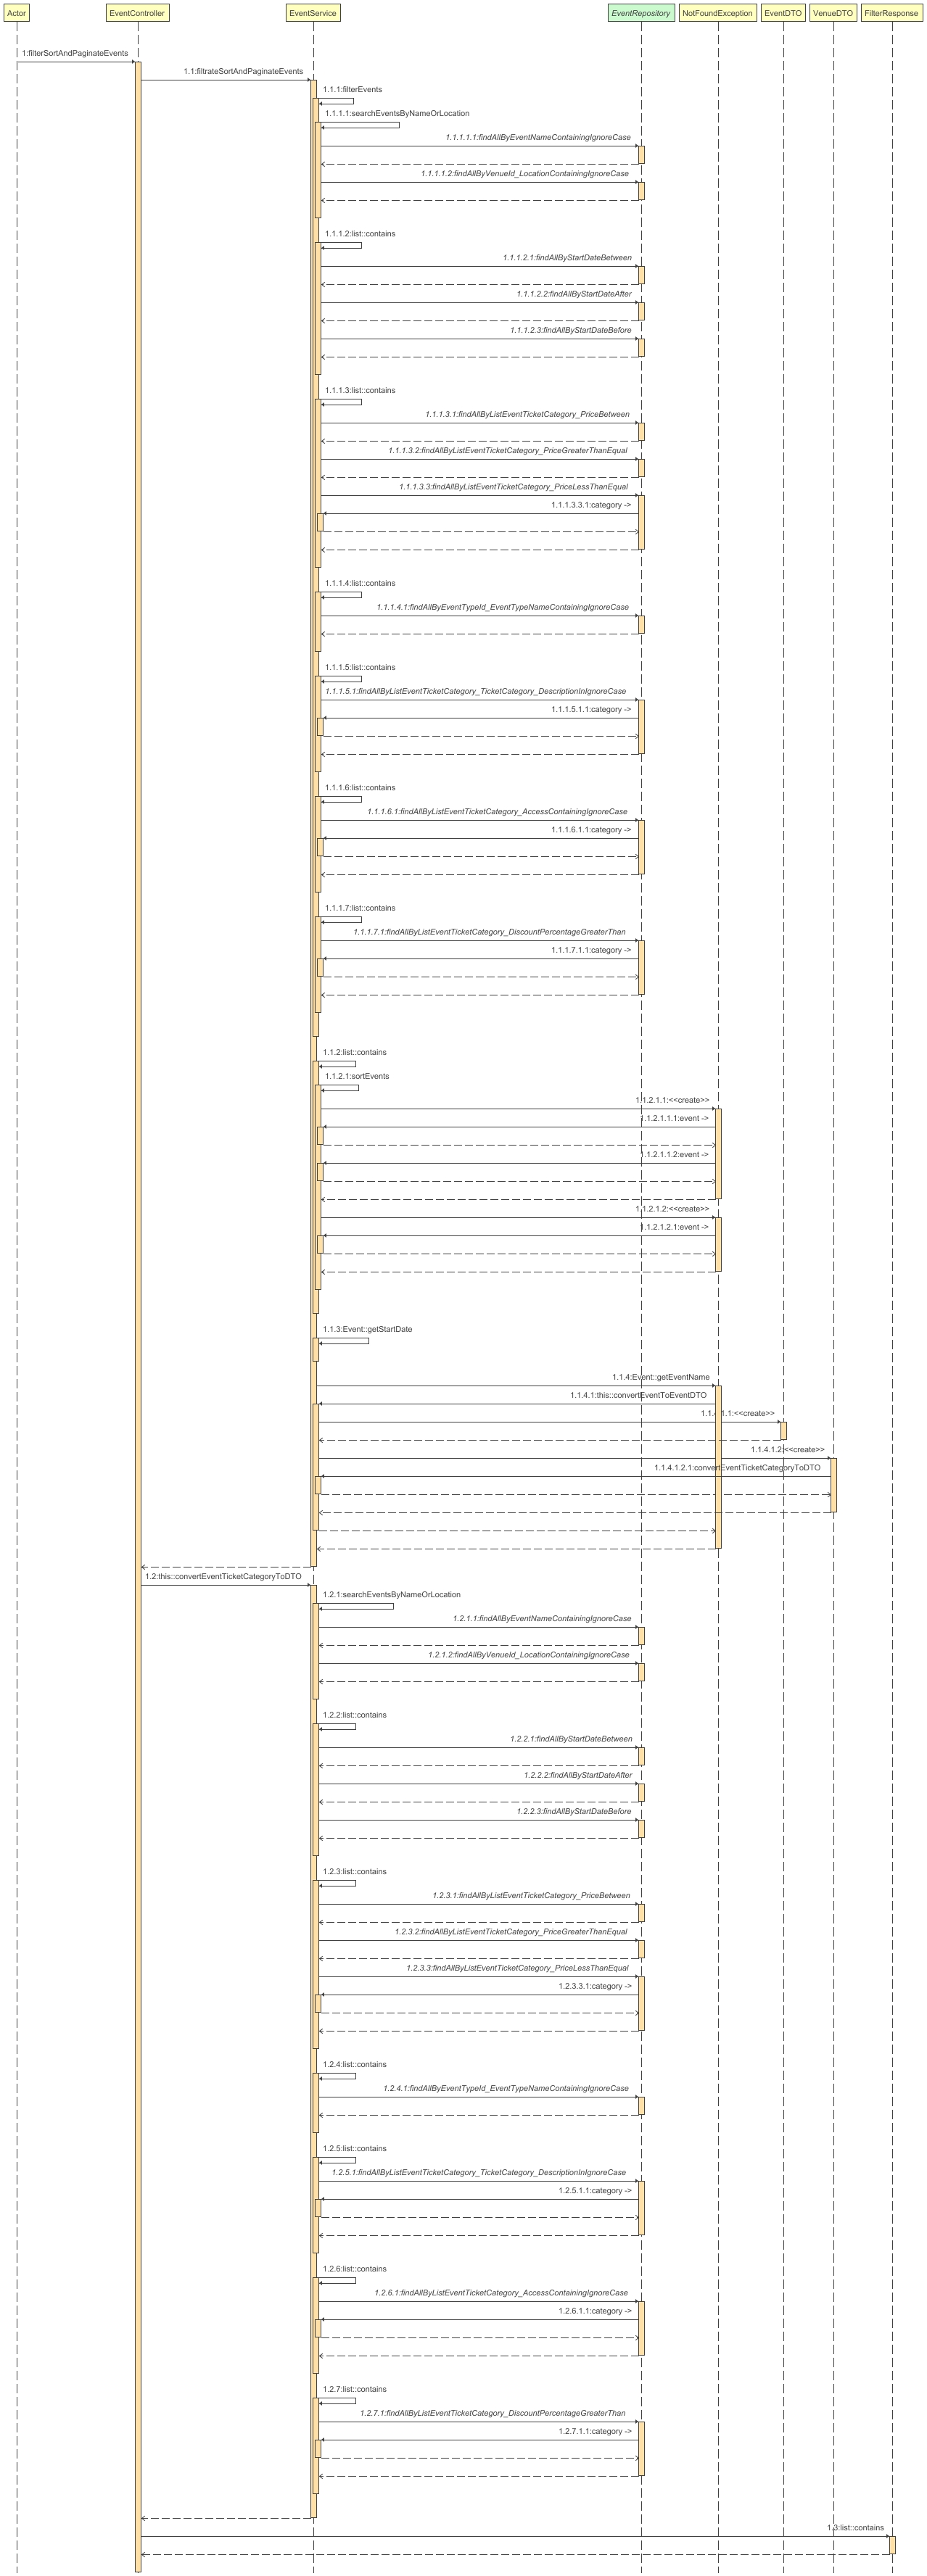 Actor
EventController
EventService
EventRepository
NotFoundException
EventDTO
VenueDTO
FilterResponse
1:filterSortAndPaginateEvents
1.1:filtrateSortAndPaginateEvents
1.1.1:filterEvents
1.1.1.1:searchEventsByNameOrLocation
1.1.1.1.1:findAllByEventNameContainingIgnoreCase
1.1.1.1.2:findAllByVenueId_LocationContainingIgnoreCase
1.1.1.2:list::contains
1.1.1.2.1:findAllByStartDateBetween
1.1.1.2.2:findAllByStartDateAfter
1.1.1.2.3:findAllByStartDateBefore
1.1.1.3:list::contains
1.1.1.3.1:findAllByListEventTicketCategory_PriceBetween
1.1.1.3.2:findAllByListEventTicketCategory_PriceGreaterThanEqual
1.1.1.3.3:findAllByListEventTicketCategory_PriceLessThanEqual
1.1.1.3.3.1:category ->
1.1.1.4:list::contains
1.1.1.4.1:findAllByEventTypeId_EventTypeNameContainingIgnoreCase
1.1.1.5:list::contains
1.1.1.5.1:findAllByListEventTicketCategory_TicketCategory_DescriptionInIgnoreCase
1.1.1.5.1.1:category ->
1.1.1.6:list::contains
1.1.1.6.1:findAllByListEventTicketCategory_AccessContainingIgnoreCase
1.1.1.6.1.1:category ->
1.1.1.7:list::contains
1.1.1.7.1:findAllByListEventTicketCategory_DiscountPercentageGreaterThan
1.1.1.7.1.1:category ->
1.1.2:list::contains
1.1.2.1:sortEvents
1.1.2.1.1:<<create>>
1.1.2.1.1.1:event ->
1.1.2.1.1.2:event ->
1.1.2.1.2:<<create>>
1.1.2.1.2.1:event ->
1.1.3:Event::getStartDate
1.1.4:Event::getEventName
1.1.4.1:this::convertEventToEventDTO
1.1.4.1.1:<<create>>
1.1.4.1.2:<<create>>
1.1.4.1.2.1:convertEventTicketCategoryToDTO
1.2:this::convertEventTicketCategoryToDTO
1.2.1:searchEventsByNameOrLocation
1.2.1.1:findAllByEventNameContainingIgnoreCase
1.2.1.2:findAllByVenueId_LocationContainingIgnoreCase
1.2.2:list::contains
1.2.2.1:findAllByStartDateBetween
1.2.2.2:findAllByStartDateAfter
1.2.2.3:findAllByStartDateBefore
1.2.3:list::contains
1.2.3.1:findAllByListEventTicketCategory_PriceBetween
1.2.3.2:findAllByListEventTicketCategory_PriceGreaterThanEqual
1.2.3.3:findAllByListEventTicketCategory_PriceLessThanEqual
1.2.3.3.1:category ->
1.2.4:list::contains
1.2.4.1:findAllByEventTypeId_EventTypeNameContainingIgnoreCase
1.2.5:list::contains
1.2.5.1:findAllByListEventTicketCategory_TicketCategory_DescriptionInIgnoreCase
1.2.5.1.1:category ->
1.2.6:list::contains
1.2.6.1:findAllByListEventTicketCategory_AccessContainingIgnoreCase
1.2.6.1.1:category ->
1.2.7:list::contains
1.2.7.1:findAllByListEventTicketCategory_DiscountPercentageGreaterThan
1.2.7.1.1:category ->
1.3:list::contains